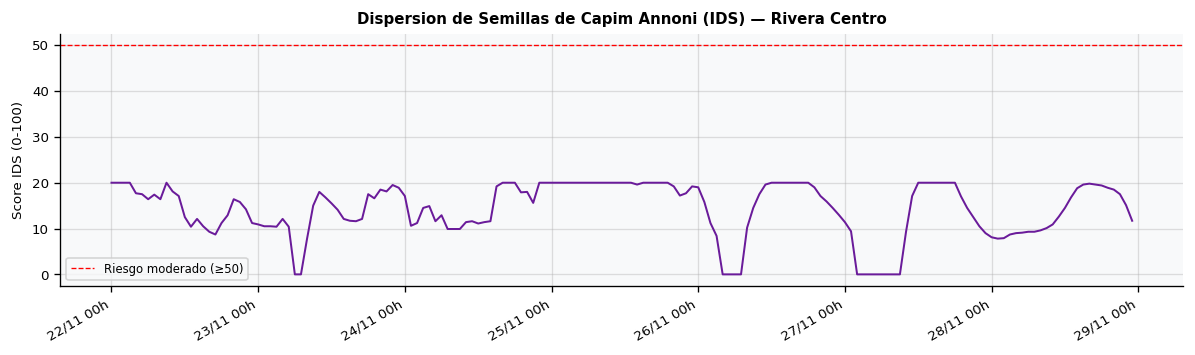 Dispersion de Semillas de Capim Annoni (IDS) — Rivera Centro
Score IDS (0-100)
50
40
30
20
10
0
Riesgo moderado (≥50)
22/11 00h
23/11 00h
24/11 00h
25/11 00h
26/11 00h
27/11 00h
28/11 00h
29/11 00h